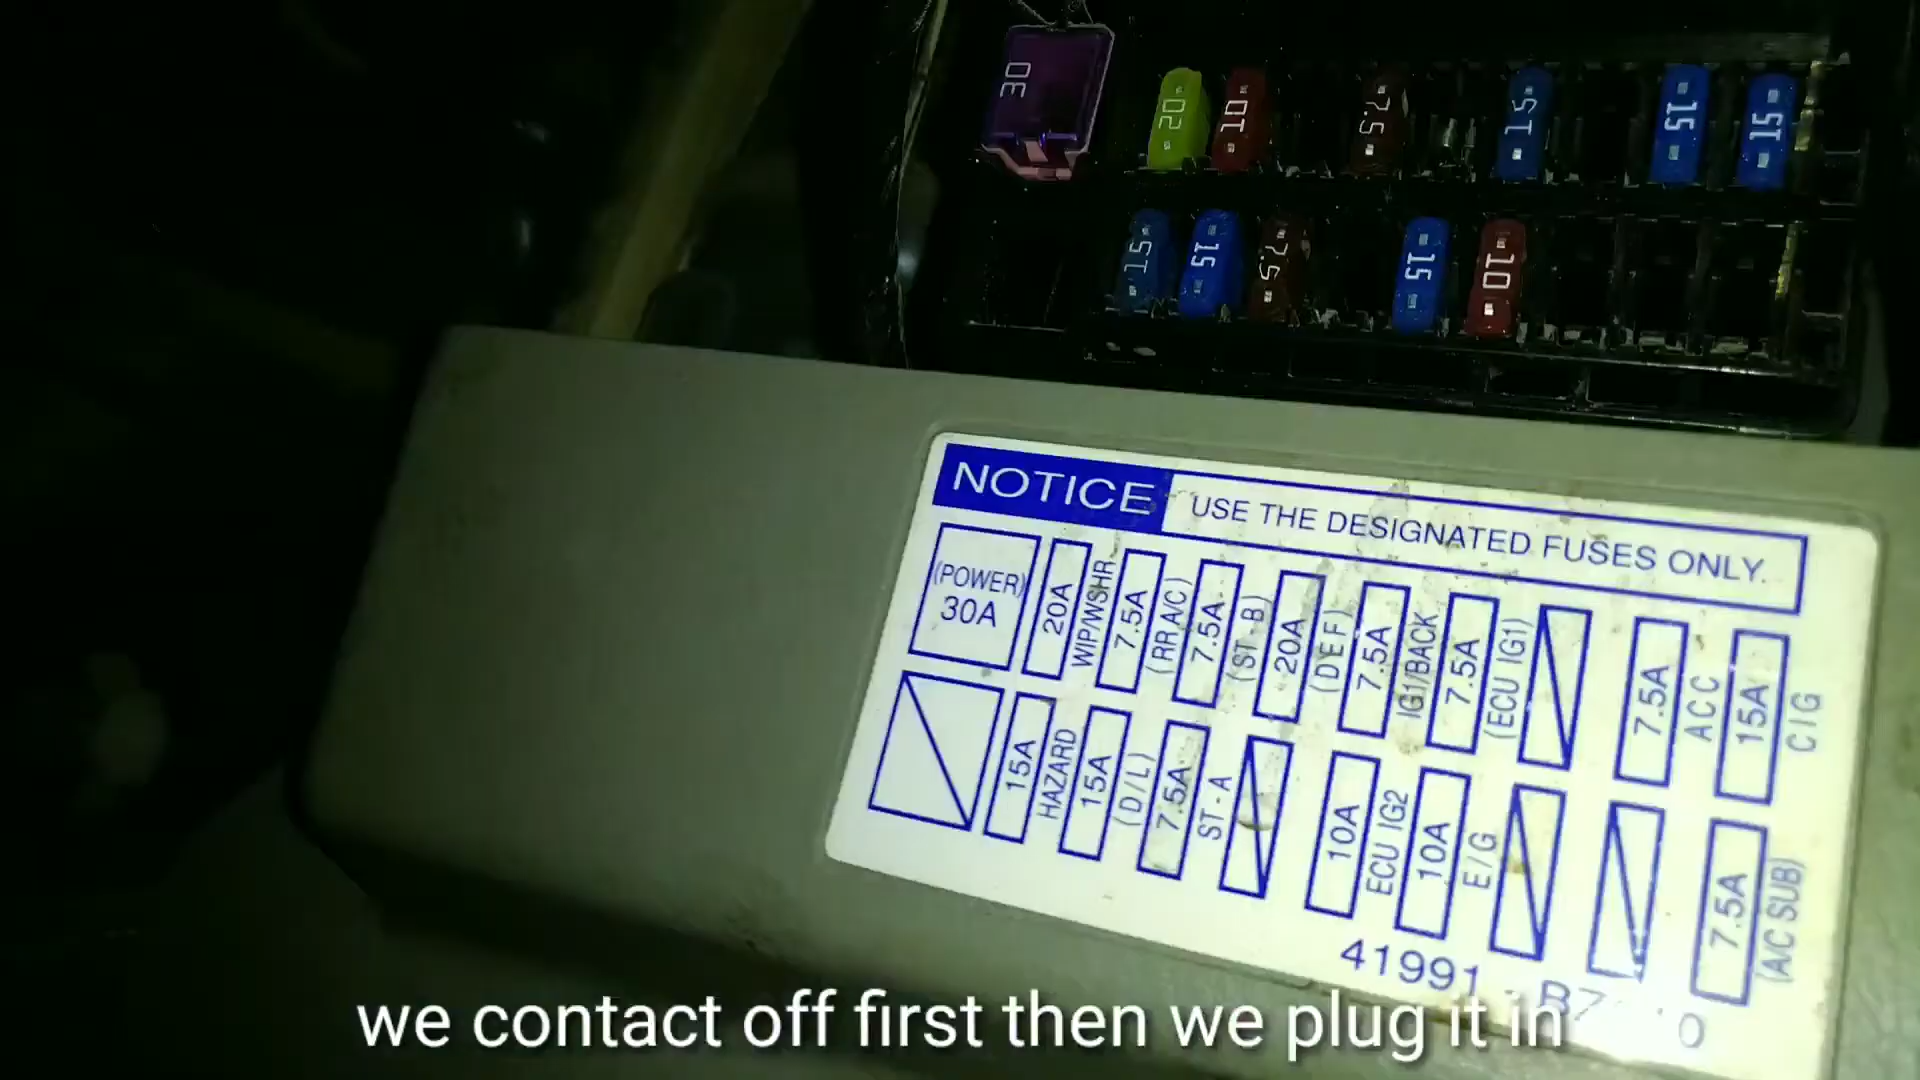 30
20
10
7.5
15
15
15
15
15
7.5
15
10
NOTICE
USE THE DESIGNATED FUSES ONLY.
(POWER)
30A
20A
WIP/WSHR
7.5A
(RR A/C)
7.5A
(ST-B)
20A
(DEF)
7.5A
IG1/BACK
7.5A
(ECU IG1)
7.5A
ACC
15A
CIG
15A
HAZARD
15A
(D/L)
7.5A
ST-A
10A
ECU IG2
10A
E/G
7.5A
(A/C SUB)
41991
we contact off first then we plug it in